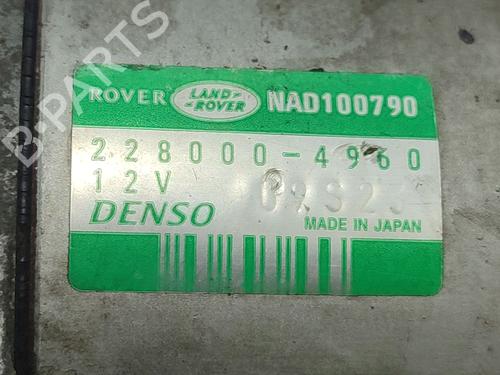 ROVER LAND ROVER NAD100790
228000-4960
12V
DENSO MADE IN JAPAN
B-PARTS